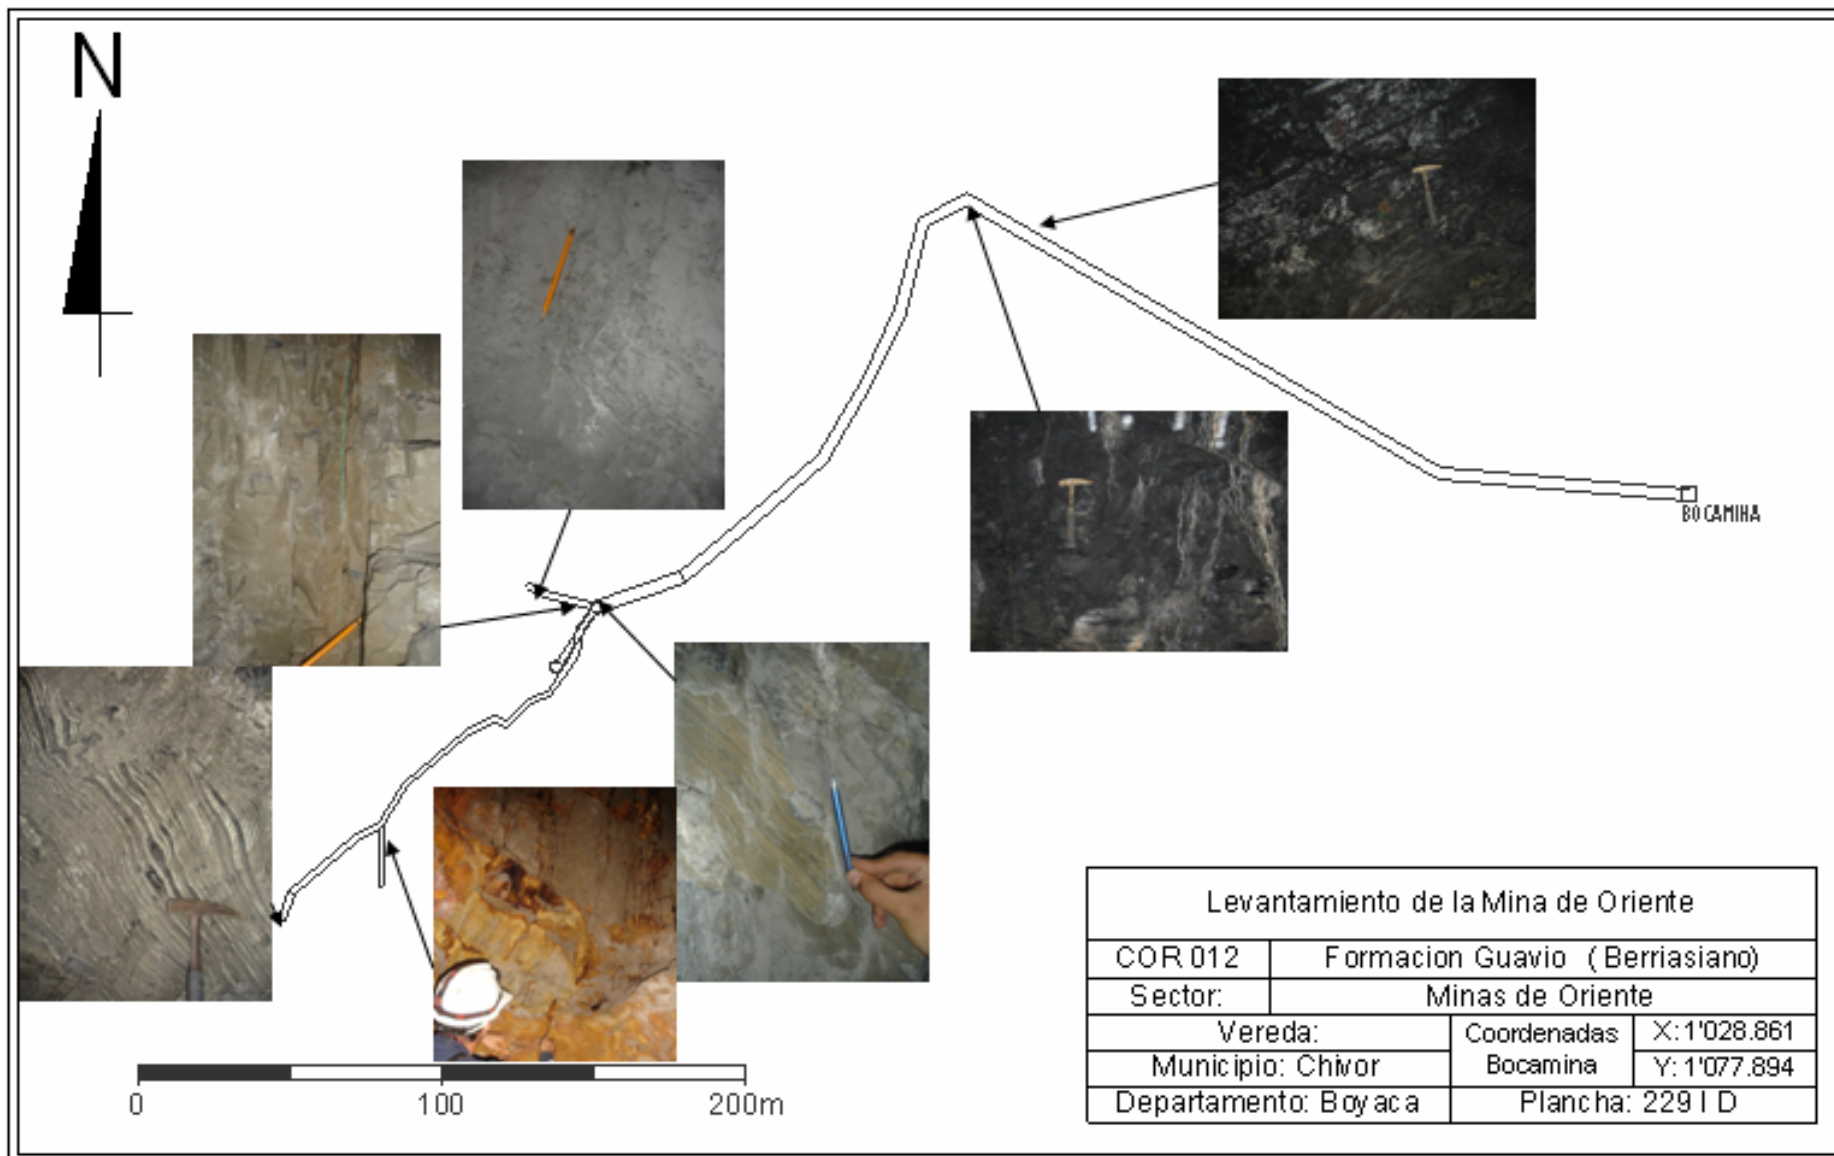 N
BOCAMINA
0 100 200m
Levantamiento de la Mina de Oriente
COR 012 Formacion Guavio (Berriasiano)
Sector: Minas de Oriente
Vereda: Coordenadas Bocamina X: 1'028.861
Municipio: Chivor Y: 1'077.894
Departamento: Boyaca Plancha: 229 I D